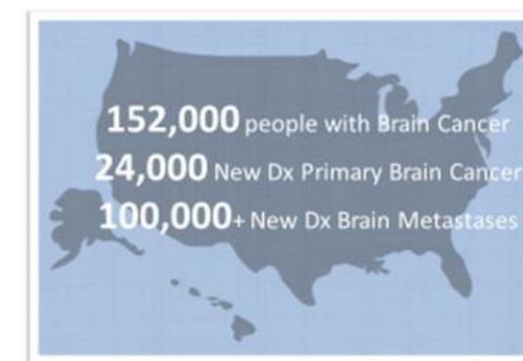 152,000 people with Brain Cancer
24,000 New Dx Primary Brain Cancer
100,000+ New Dx Brain Metastases